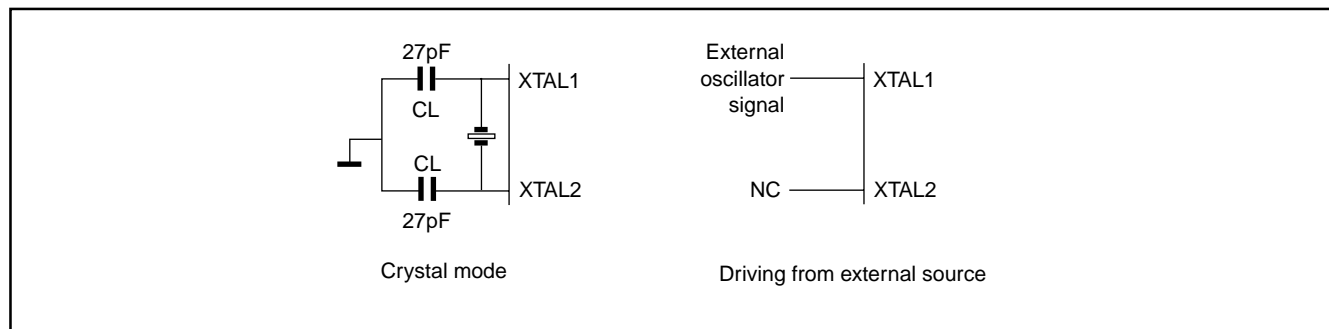 27pF
XTAL1
CL
CL
XTAL2
27pF
Crystal mode
External
oscillator
signal
XTAL1
NC
XTAL2
Driving from external source